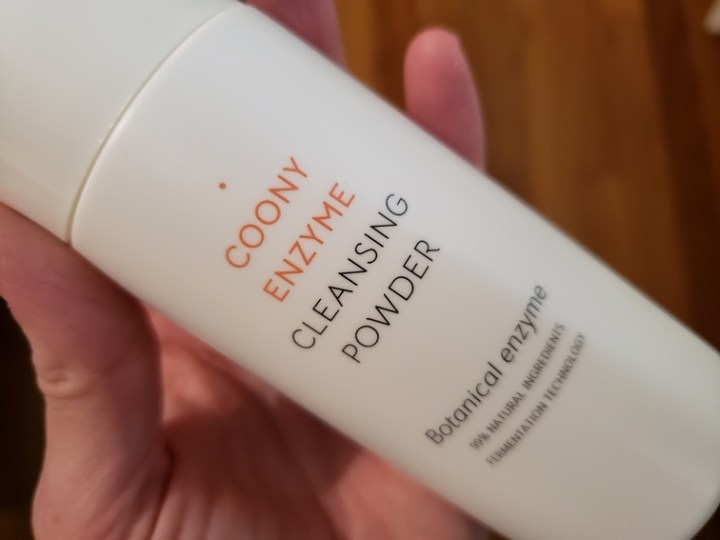 COONY
ENZYME
CLEANSING
POWDER
Botanical enzyme
99% NATURAL INGREDIENTS
FERMENTATION TECHNOLOGY